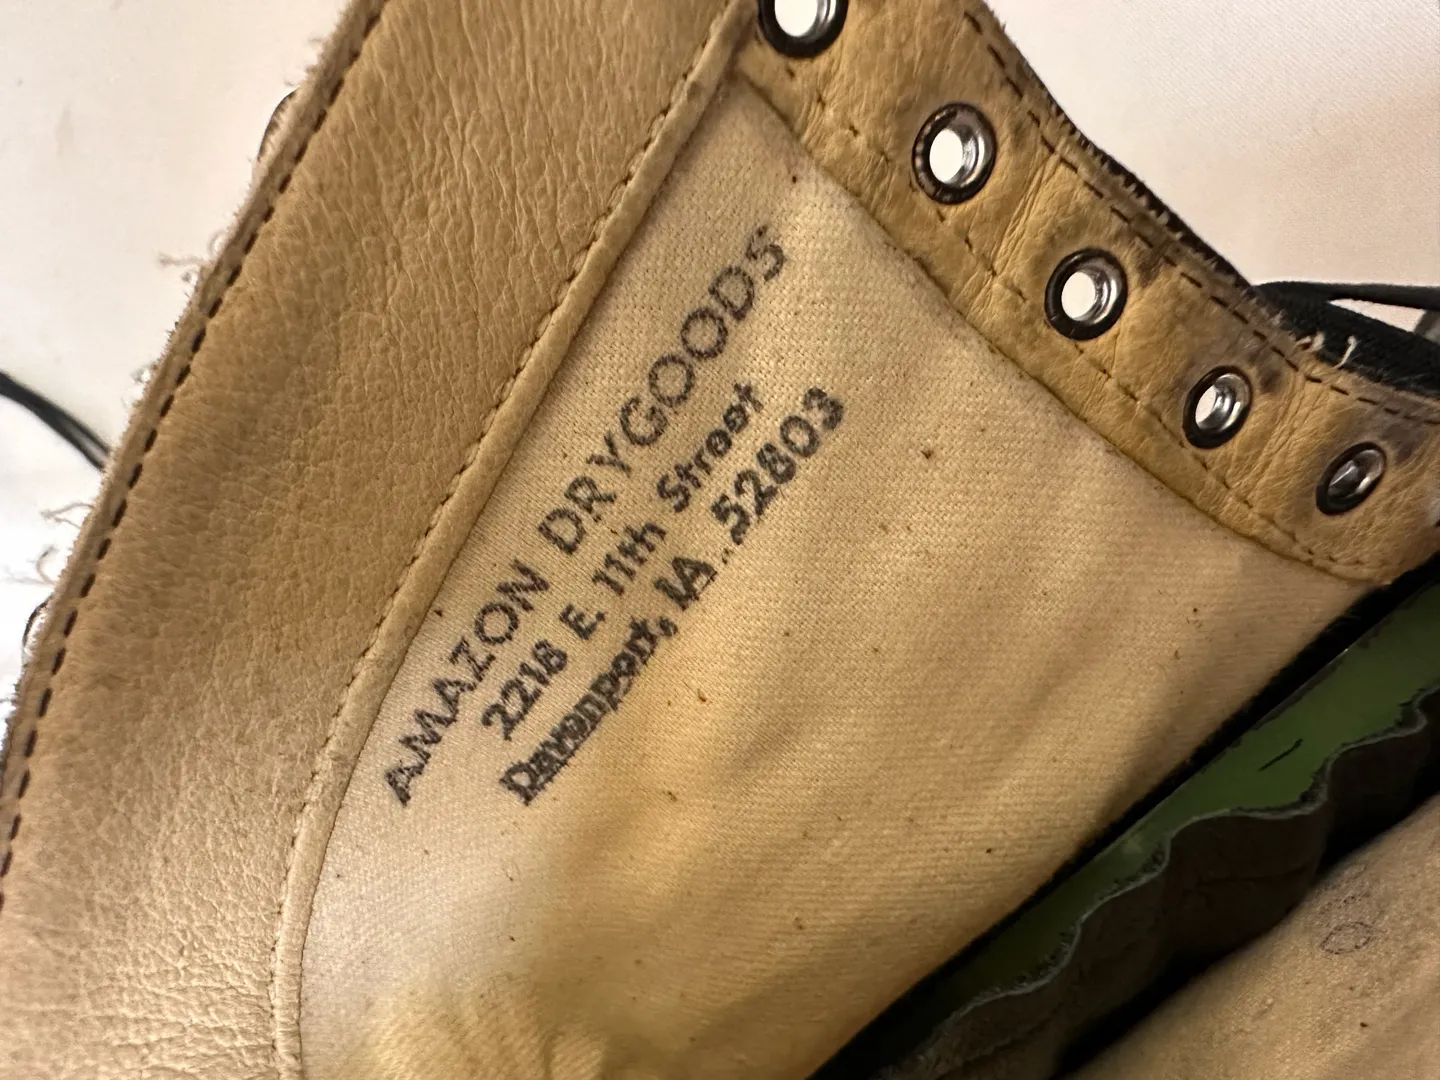 AMAZON DRYGOODS
2218 E. 11th Street
Davenport, IA.. 52803